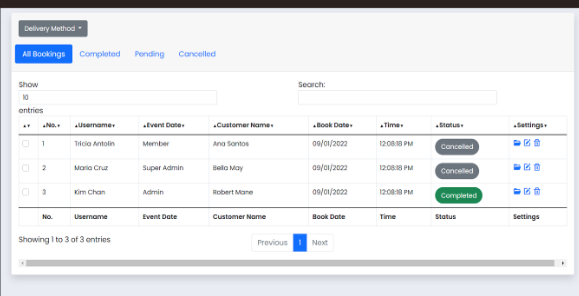 Delivery Method
All Bookings Completed Pending Cancelled
Show Search:
10
entries
No. Username Event Date Customer Name Book Date Time Status Settings
1 Tricia Antolin Member Ana Santos 09/01/2022 12:08:18 PM Cancelled
2 Maria Cruz Super Admin Bella May 09/01/2022 12:08:18 PM Cancelled
3 Kim Chan Admin Robert Mane 09/01/2022 12:08:18 PM Completed
No. Username Event Date Customer Name Book Date Time Status Settings
Showing 1 to 3 of 3 entries Previous 1 Next